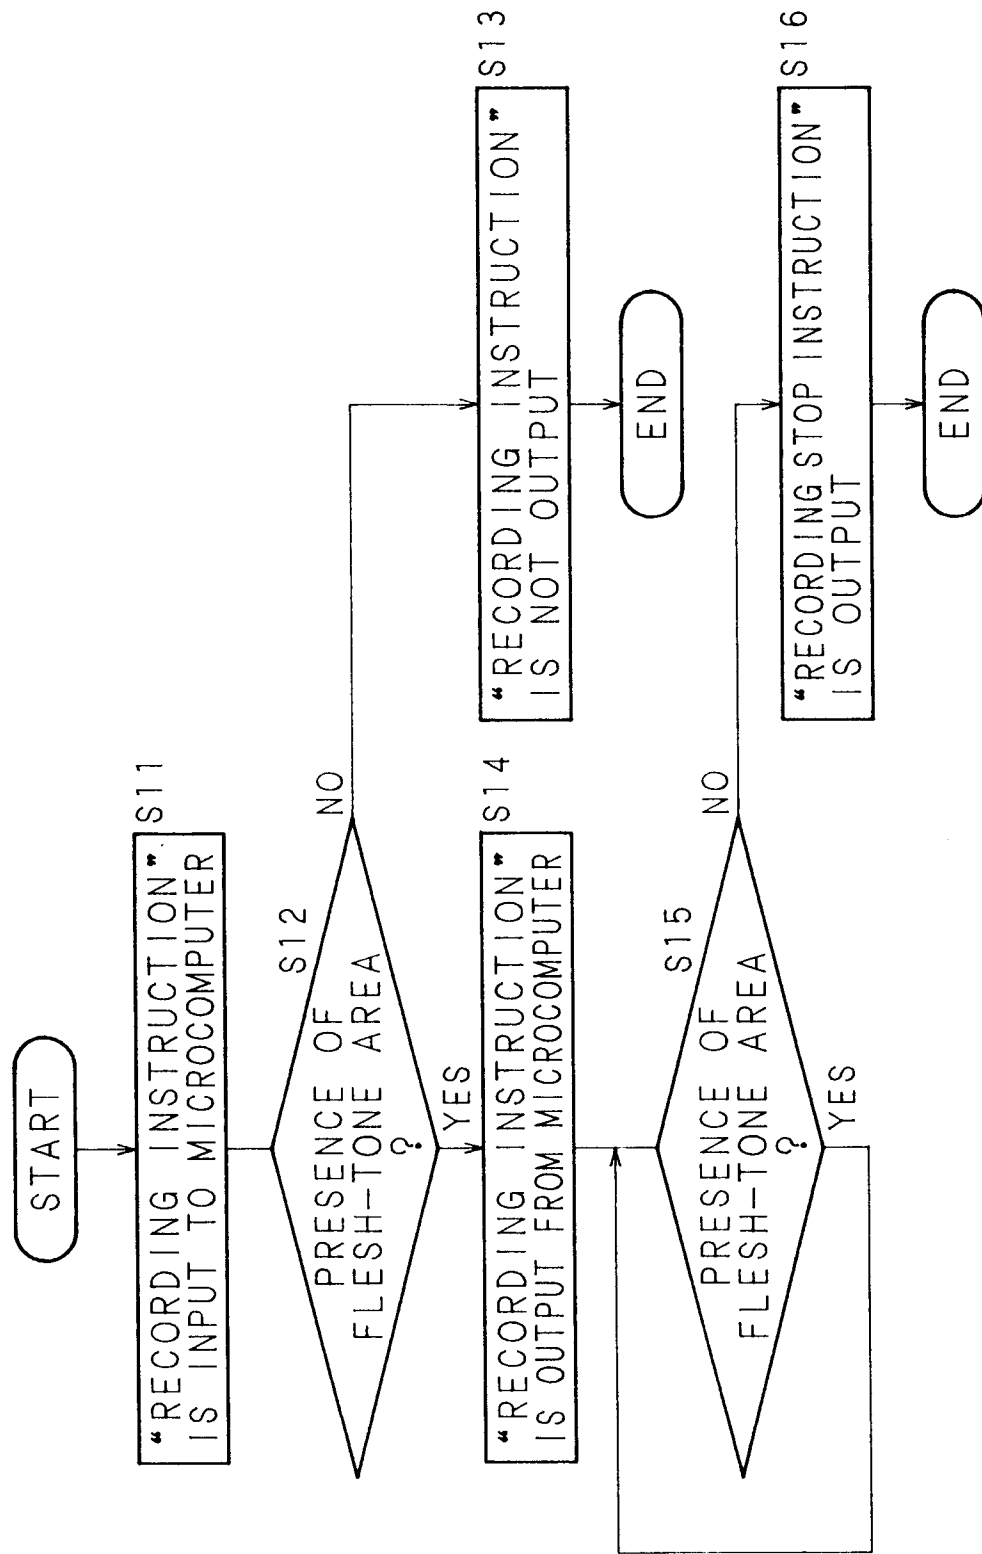 START
S11
“RECORDING INSTRUCTION”
IS INPUT TO MICROCOMPUTER
S12
PRESENCE OF
FLESH-TONE AREA
?
NO
YES
S13
“RECORDING INSTRUCTION”
IS NOT OUTPUT
END
S14
“RECORDING INSTRUCTION”
IS OUTPUT FROM MICROCOMPUTER
S15
PRESENCE OF
FLESH-TONE AREA
?
NO
YES
S16
“RECORDING STOP INSTRUCTION”
IS OUTPUT
END